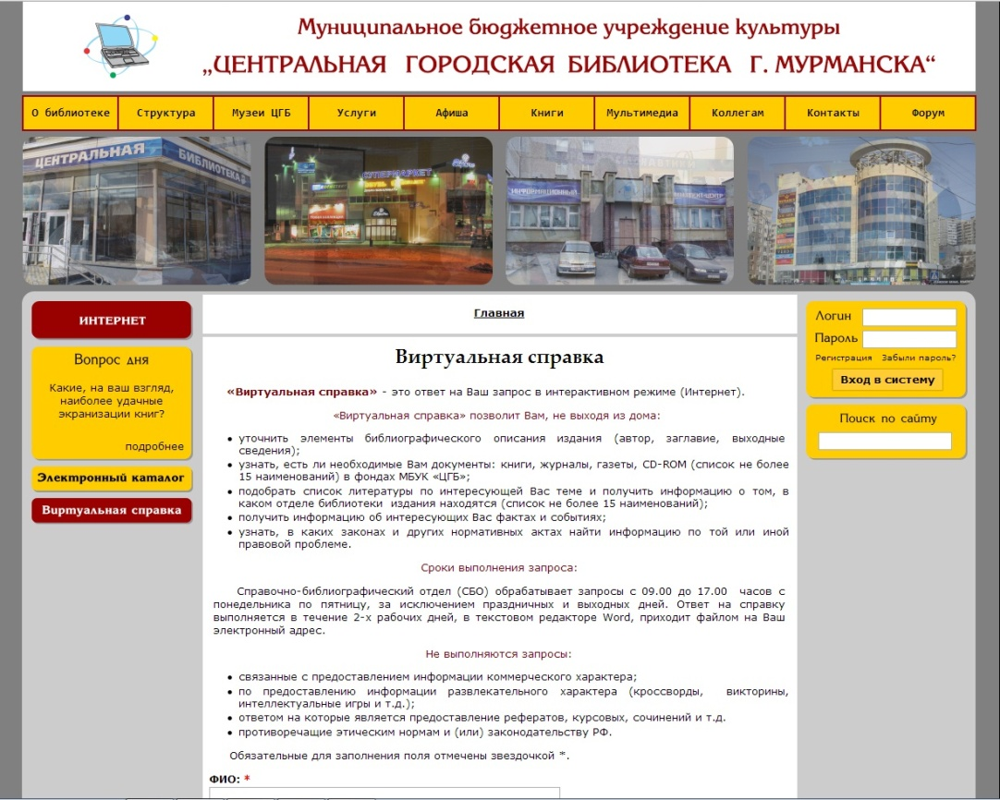 Муниципальное бюджетное учреждение культуры
„ЦЕНТРАЛЬНАЯ ГОРОДСКАЯ БИБЛИОТЕКА Г. МУРМАНСКА“
О библиотеке Структура Музеи ЦГБ Услуги Афиша Книги Мультимедиа Коллегам Контакты Форум
ЦЕНТРАЛЬНАЯ БИБЛИОТЕКА
СУПЕРМАРКЕТ
ИНФОРМАЦИОННЫЙ
ИНТЕРНЕТ
Вопрос дня
Какие, на ваш взгляд,
наиболее удачные
экранизации книг?
подробнее
Электронный каталог
Виртуальная справка
Главная
Виртуальная справка
«Виртуальная справка» - это ответ на Ваш запрос в интерактивном режиме (Интернет).
«Виртуальная справка» позволит Вам, не выходя из дома:
• уточнить элементы библиографического описания издания (автор, заглавие, выходные
сведения);
• узнать, есть ли необходимые Вам документы: книги, журналы, газеты, CD-ROM (список не более
15 наименований) в фондах МБУК «ЦГБ»;
• подобрать список литературы по интересующей Вас теме и получить информацию о том, в
каком отделе библиотеки издания находятся (список не более 15 наименований);
• получить информацию об интересующих Вас фактах и событиях;
• узнать, в каких законах и других нормативных актах найти информацию по той или иной
правовой проблеме.
Сроки выполнения запроса:
Справочно-библиографический отдел (СБО) обрабатывает запросы с 09.00 до 17.00 часов с
понедельника по пятницу, за исключением праздничных и выходных дней. Ответ на справку
выполняется в течение 2-х рабочих дней, в текстовом редакторе Word, приходит файлом на Ваш
электронный адрес.
Не выполняются запросы:
• связанные с предоставлением информации коммерческого характера;
• по предоставлению информации развлекательного характера (кроссворды, викторины,
интеллектуальные игры и т.д.);
• ответом на которые является предоставление рефератов, курсовых, сочинений и т.д.
• противоречащие этическим нормам и (или) законодательству РФ.
Обязательные для заполнения поля отмечены звездочкой *.
ФИО: *
Логин
Пароль
Регистрация Забыли пароль?
Вход в систему
Поиск по сайту